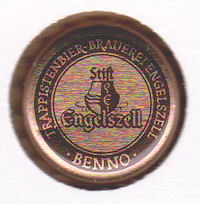 TRAPPISTENBIER-BRAUEREI ENGELSZELL
Stift
Engelszell
· BENNO ·